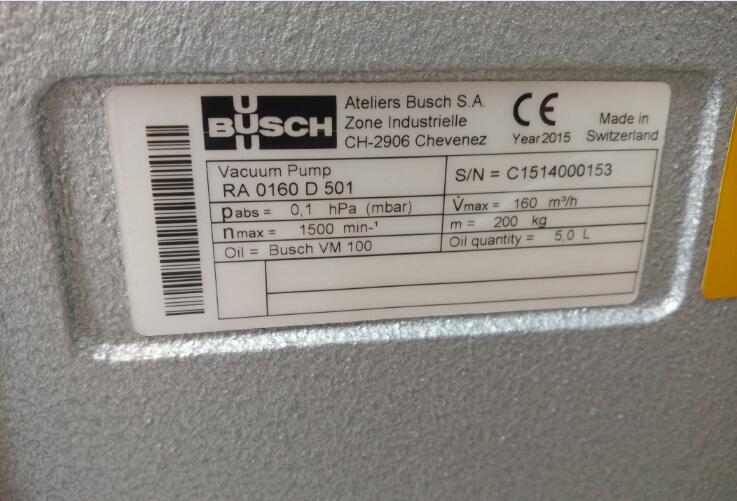 BUSCH
Ateliers Busch S.A.
Zone Industrielle
CH-2906 Chevenez
CE
Year 2015
Made in
Switzerland
Vacuum Pump
RA 0160 D 501
S/N = C1514000153
pabs = 0,1 hPa (mbar)
V̇max = 160 m³/h
nmax = 1500 min-¹
m = 200 kg
Oil = Busch VM 100
Oil quantity = 5,0 L